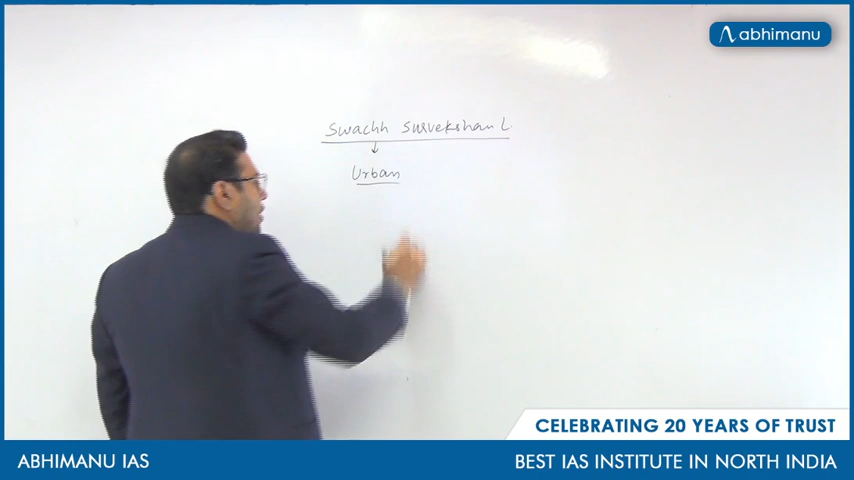 abhimanu
Swachh Survekshan L
Urban
CELEBRATING 20 YEARS OF TRUST
ABHIMANU IAS
BEST IAS INSTITUTE IN NORTH INDIA